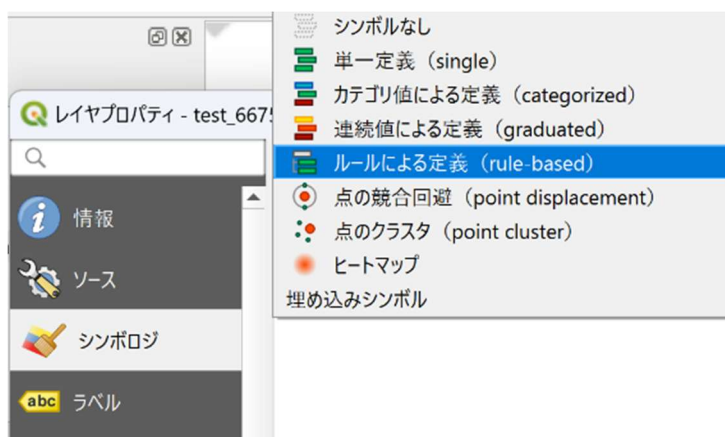 シンボルなし
単一定義（single）
カテゴリ値による定義（categorized）
連続値による定義（graduated）
ルールによる定義（rule-based）
点の競合回避（point displacement）
点のクラスタ（point cluster）
ヒートマップ
埋め込みシンボル
レイヤプロパティ - test_6675
情報
ソース
シンボロジ
abc ラベル